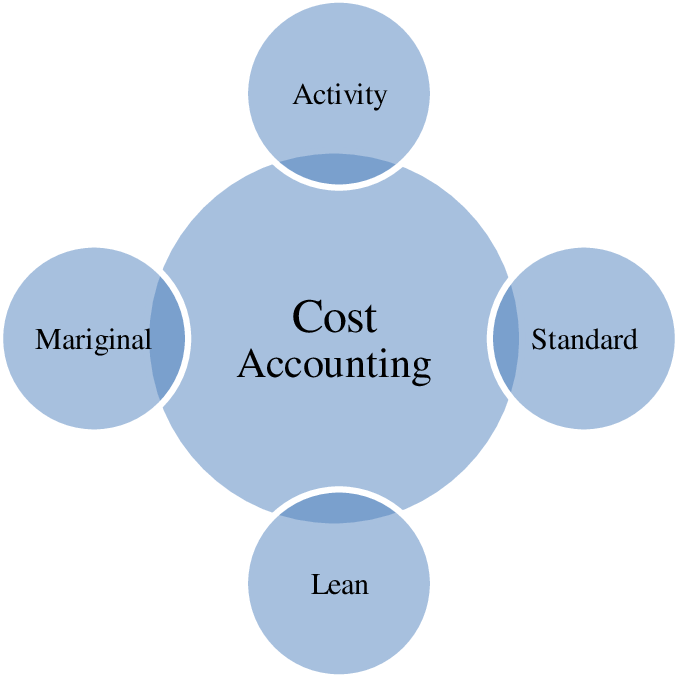 Activity
Mariginal
Cost
Accounting
Standard
Lean